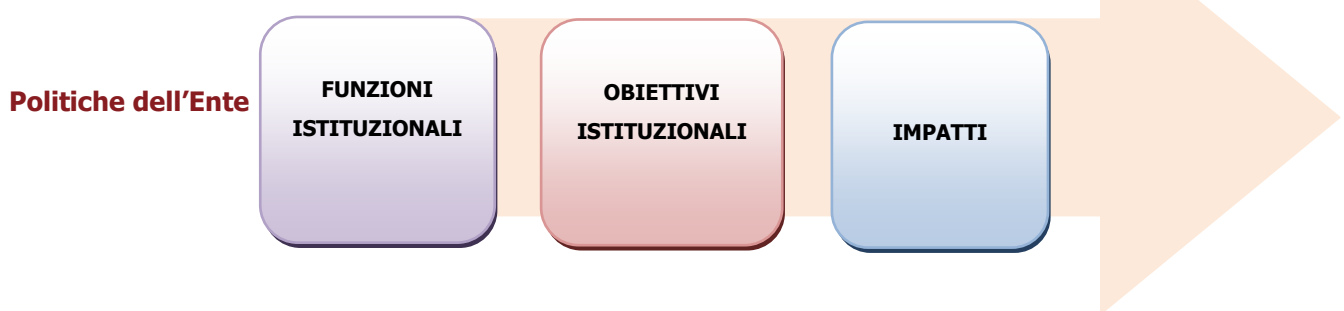 Politiche dell’Ente
FUNZIONI
ISTITUZIONALI
OBIETTIVI
ISTITUZIONALI
IMPATTI